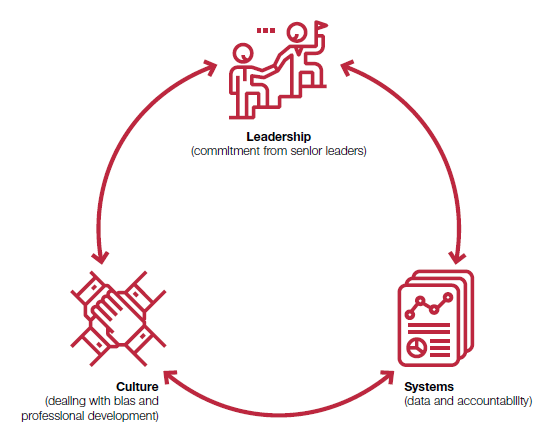 Leadership
(commitment from senior leaders)
Culture
(dealing with bias and
professional development)
Systems
(data and accountability)